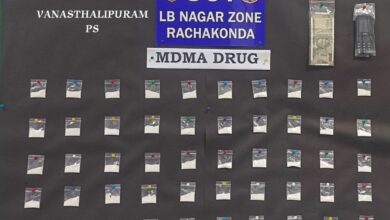 VANASTHALIPURAM
PS
LB NAGAR ZONE
RACHAKONDA
MDMA DRUG